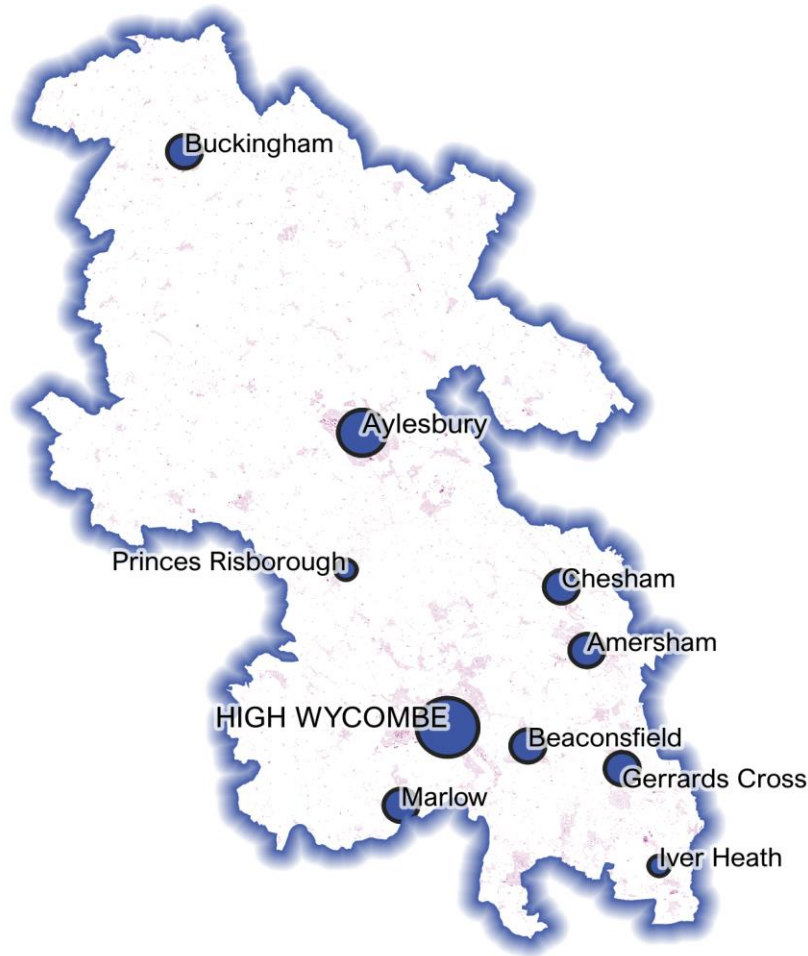 Buckingham
Aylesbury
Princes Risborough
Chesham
Amersham
HIGH WYCOMBE
Beaconsfield
Gerrards Cross
Marlow
Iver Heath